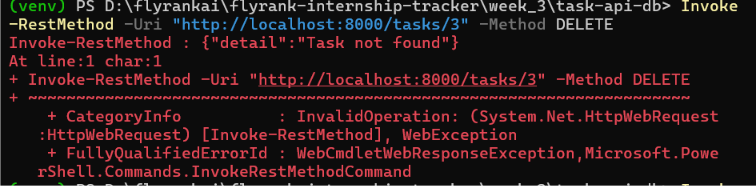 (venv) PS D:\flyrankai\flyrank-internship-tracker\week_3\task-api-db> Invoke
-RestMethod -Uri "http://localhost:8000/tasks/3" -Method DELETE
Invoke-RestMethod : {"detail":"Task not found"}
At line:1 char:1
+ Invoke-RestMethod -Uri "http://localhost:8000/tasks/3" -Method DELETE
+ ~~~~~~~~~~~~~~~~~~~~~~~~~~~~~~~~~~~~~~~~~~~~~~~~~~~~~~~~~~~~~~~~~~~~~
    + CategoryInfo          : InvalidOperation: (System.Net.HttpWebRequest
   :HttpWebRequest) [Invoke-RestMethod], WebException
    + FullyQualifiedErrorId : WebCmdletWebResponseException,Microsoft.Powe
   rShell.Commands.InvokeRestMethodCommand